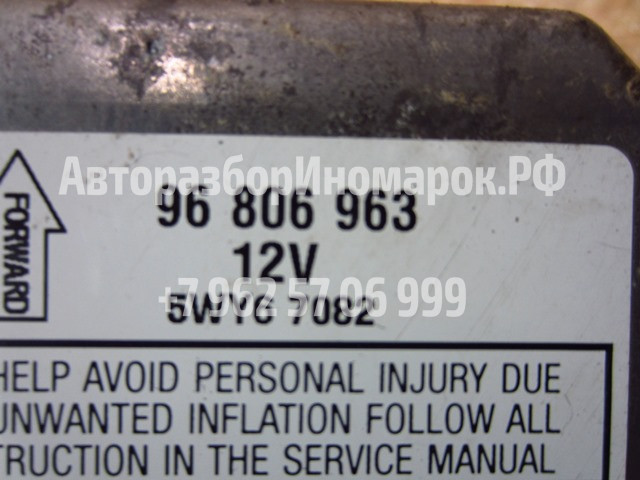 АвторазборИномарок.РФ
FORWARD
96 806 963
12V
+7 962 57 06 999
5WY6 7082
HELP AVOID PERSONAL INJURY DUE
UNWANTED INFLATION FOLLOW ALL
TRUCTION IN THE SERVICE MANUAL